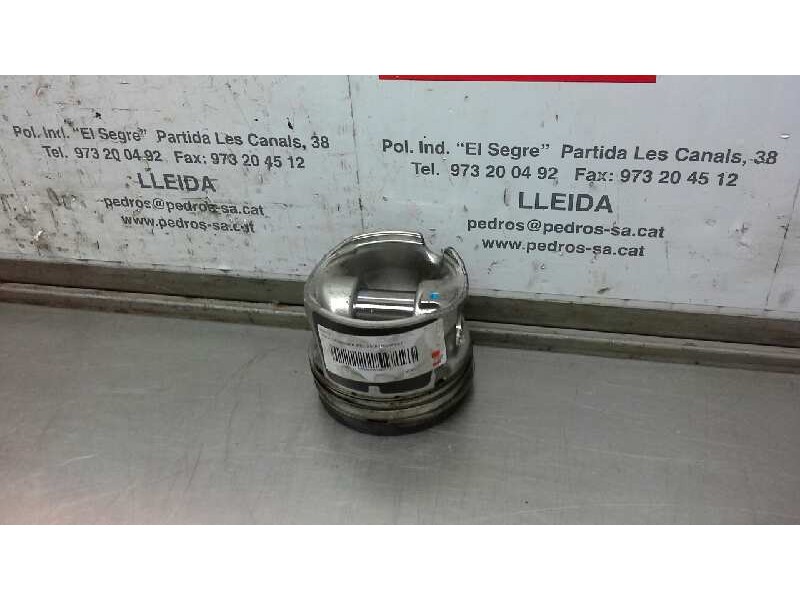 Pol. Ind. "El Segre" Partida Les Canals, 38
Tel. 973 20 04 92 Fax: 973 20 45 12
LLEIDA
pedros@pedros-sa.cat
www.pedros-sa.cat
Pol. Ind. "El Segre" Partida Les Canals, 38
Tel. 973 20 04 92 Fax: 973 20 45 12
LLEIDA
pedros@pedros-sa.cat
www.pedros-sa.cat